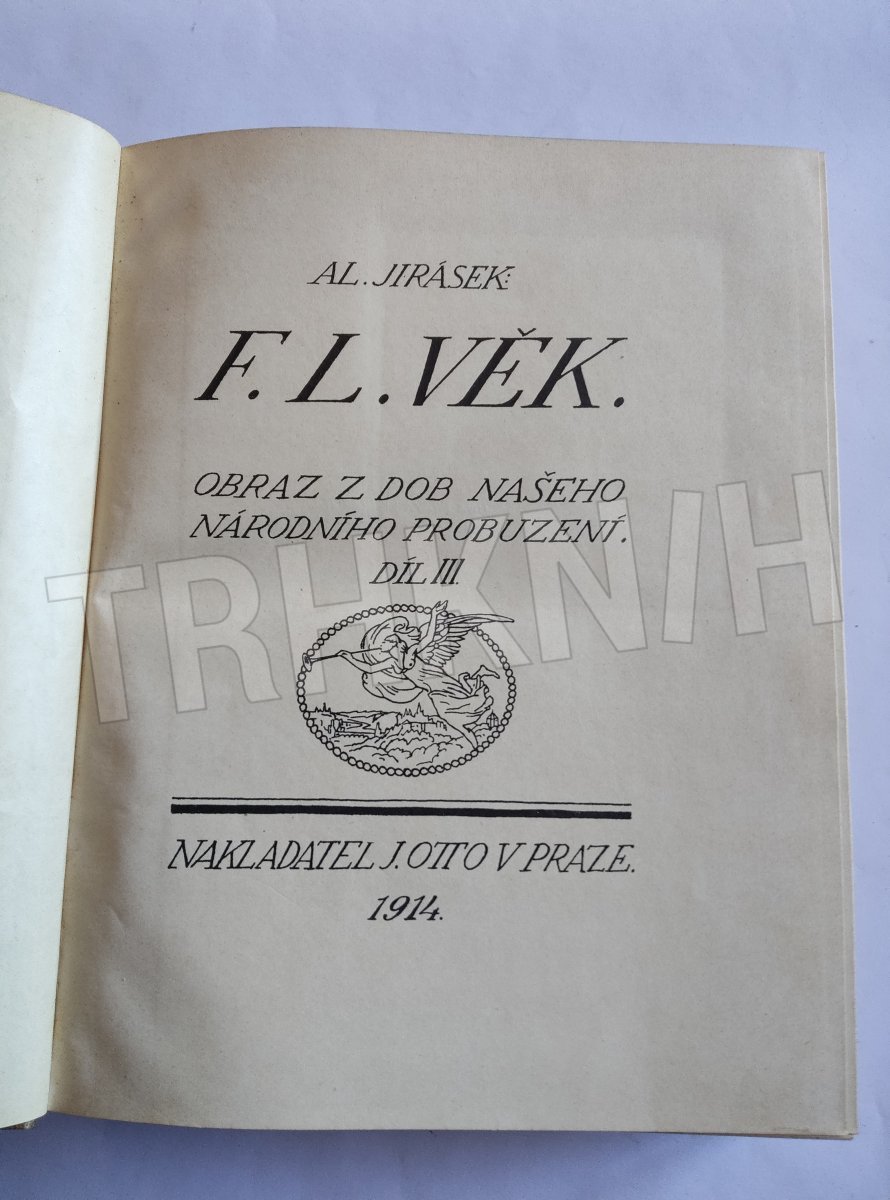 AL. JIRÁSEK:
F. L. VĚK.
OBRAZ Z DOB NAŠEHO
NÁRODNÍHO PROBUZENÍ.
DÍL III.
TRHKNIH
NAKLADATEL J. OTTO V PRAZE.
1914.